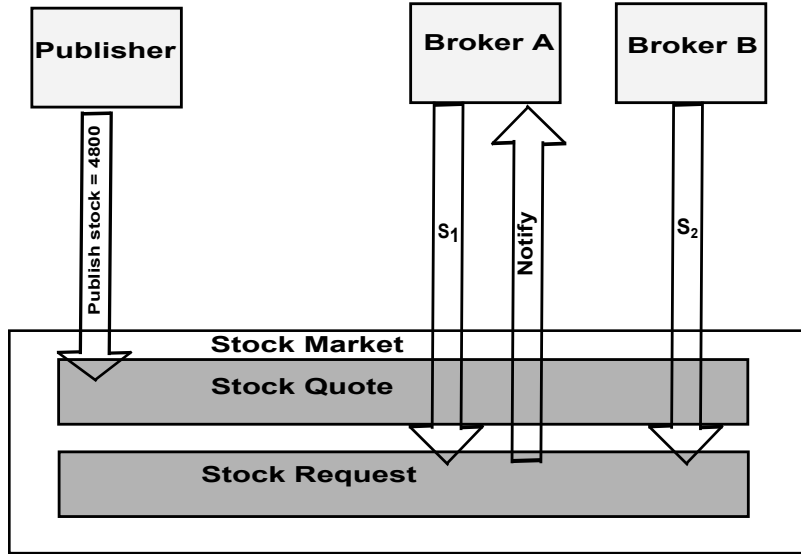 Publisher
Broker A
Broker B
Publish stock = 4800
S₁
Notify
S₂
Stock Market
Stock Quote
Stock Request